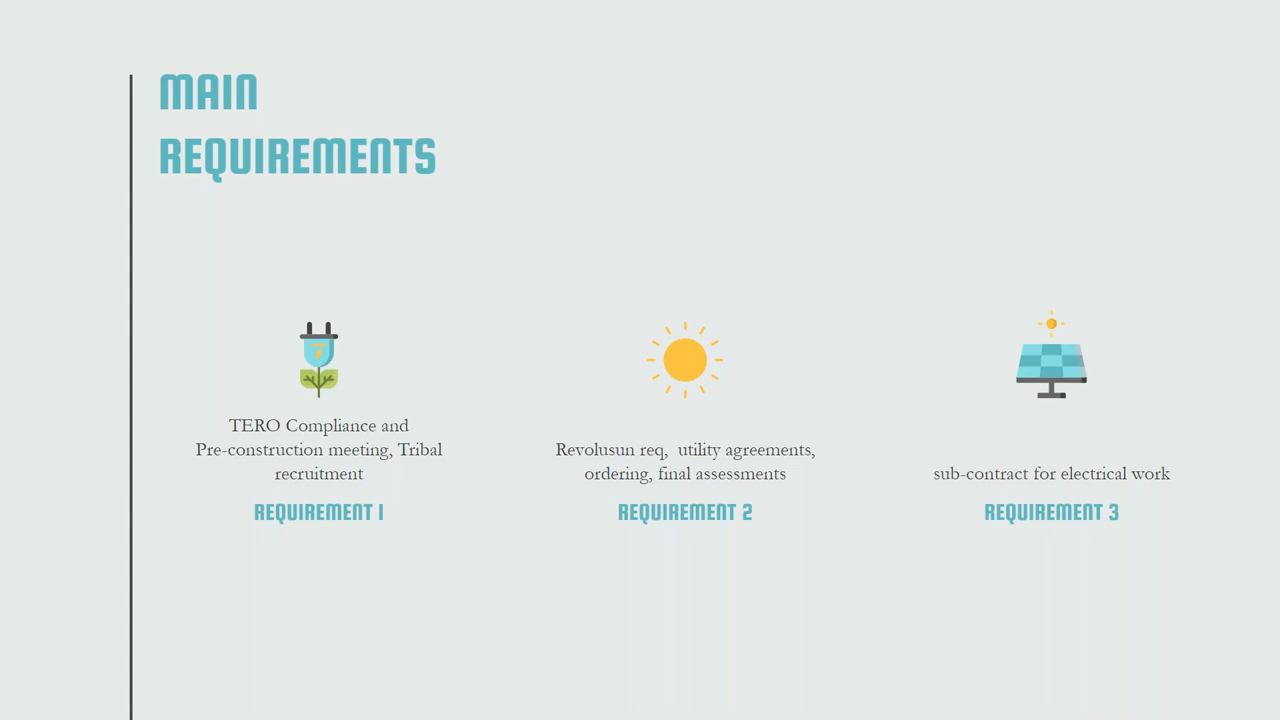 MAIN
REQUIREMENTS
TERO Compliance and
Pre-construction meeting, Tribal
recruitment
REQUIREMENT 1
Revolusun req,  utility agreements,
ordering, final assessments
REQUIREMENT 2
sub-contract for electrical work
REQUIREMENT 3